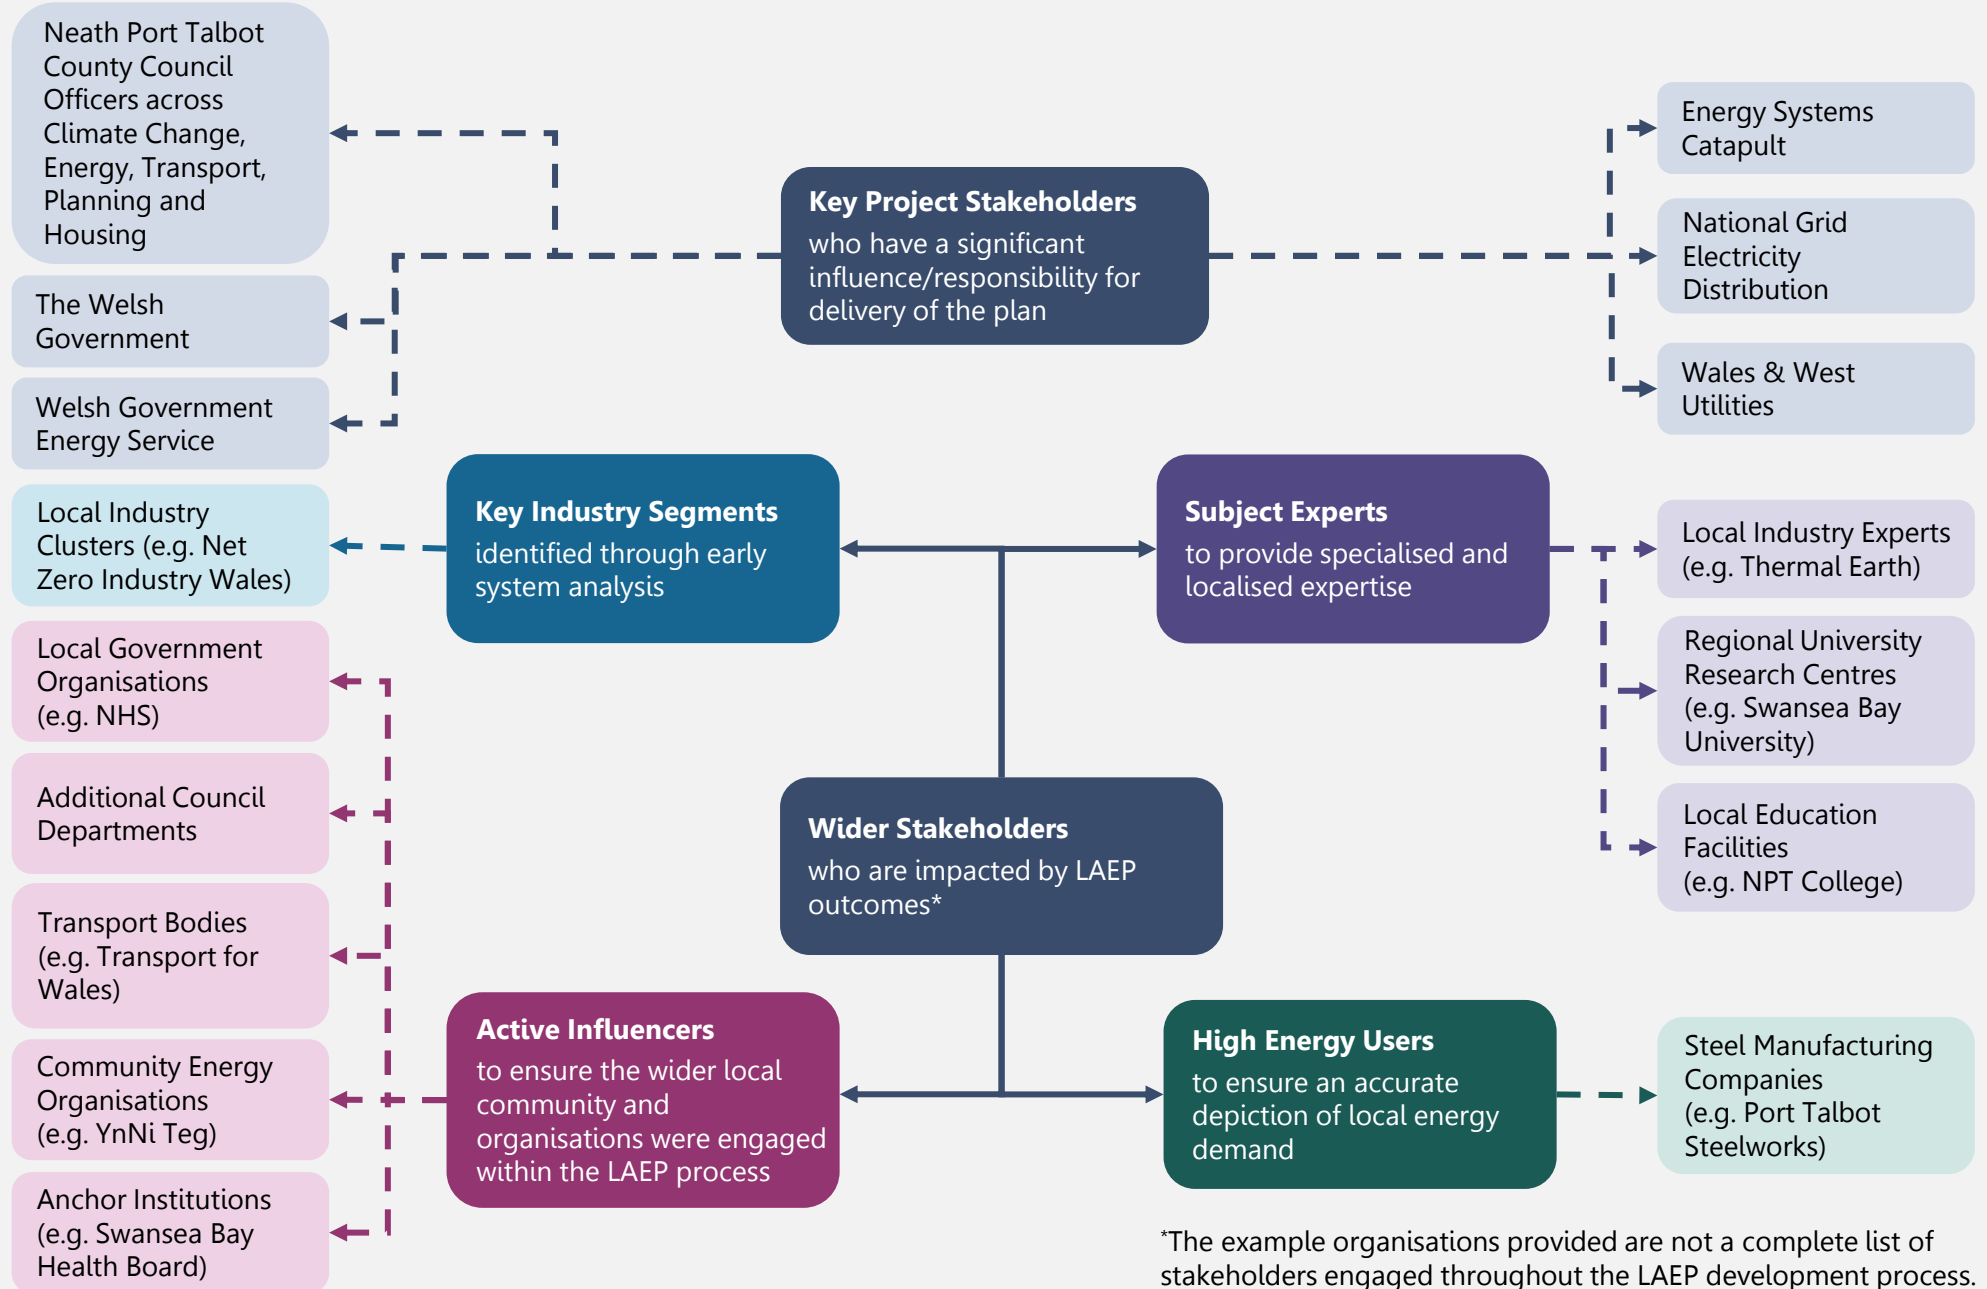 Neath Port Talbot
County Council
Officers across
Climate Change,
Energy, Transport,
Planning and
Housing
The Welsh
Government
Welsh Government
Energy Service
Key Project Stakeholders
who have a significant
influence/responsibility for
delivery of the plan
Energy Systems
Catapult
National Grid
Electricity
Distribution
Wales & West
Utilities
Local Industry
Clusters (e.g. Net
Zero Industry Wales)
Key Industry Segments
identified through early
system analysis
Subject Experts
to provide specialised and
localised expertise
Local Industry Experts
(e.g. Thermal Earth)
Regional University
Research Centres
(e.g. Swansea Bay
University)
Local Education
Facilities
(e.g. NPT College)
Local Government
Organisations
(e.g. NHS)
Additional Council
Departments
Transport Bodies
(e.g. Transport for
Wales)
Community Energy
Organisations
(e.g. YnNi Teg)
Anchor Institutions
(e.g. Swansea Bay
Health Board)
Wider Stakeholders
who are impacted by LAEP
outcomes*
Active Influencers
to ensure the wider local
community and
organisations were engaged
within the LAEP process
High Energy Users
to ensure an accurate
depiction of local energy
demand
Steel Manufacturing
Companies
(e.g. Port Talbot
Steelworks)
*The example organisations provided are not a complete list of
stakeholders engaged throughout the LAEP development process.